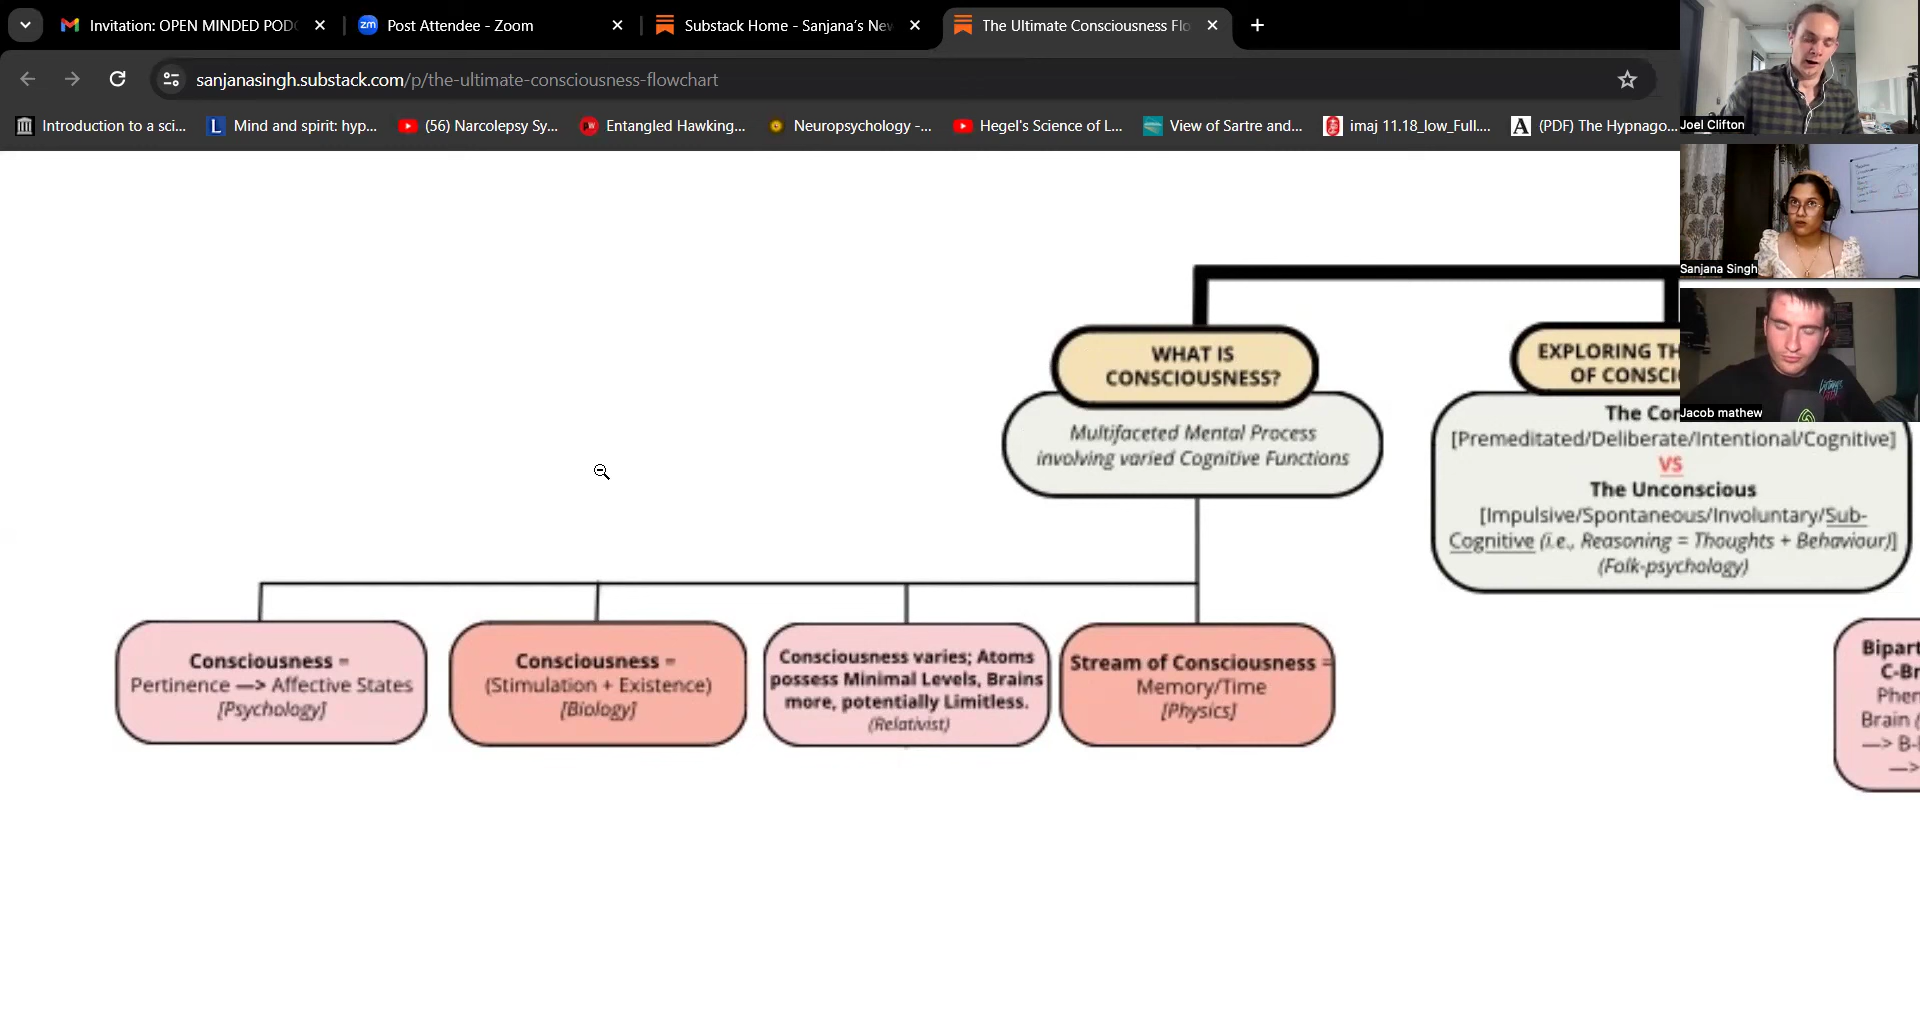 Invitation: OPEN MINDED POD
Post Attendee - Zoom
Substack Home - Sanjana's Nev
The Ultimate Consciousness Flo
sanjanasingh.substack.com/p/the-ultimate-consciousness-flowchart
Introduction to a sci...
Mind and spirit: hyp...
(56) Narcolepsy Sy...
Entangled Hawking...
Neuropsychology -...
Hegel's Science of L...
View of Sartre and...
imaj 11.18_low_Full....
(PDF) The Hypnago...
Joel Clifton
Sanjana Singh
Jacob mathew
WHAT IS
CONSCIOUSNESS?
Multifaceted Mental Process
involving varied Cognitive Functions
EXPLORING TH
OF CONSCI
The Con
[Premeditated/Deliberate/Intentional/Cognitive]
VS
The Unconscious
[Impulsive/Spontaneous/Involuntary/Sub-
Cognitive (i.e., Reasoning = Thoughts + Behaviour)]
(Folk-psychology)
Consciousness =
Pertinence —> Affective States
[Psychology]
Consciousness =
(Stimulation + Existence)
[Biology]
Consciousness varies; Atoms
possess Minimal Levels, Brains
more, potentially Limitless.
(Relativist)
Stream of Consciousness =
Memory/Time
[Physics]
Bipart
C-Br
Pher
Brain (
—> B-
—>